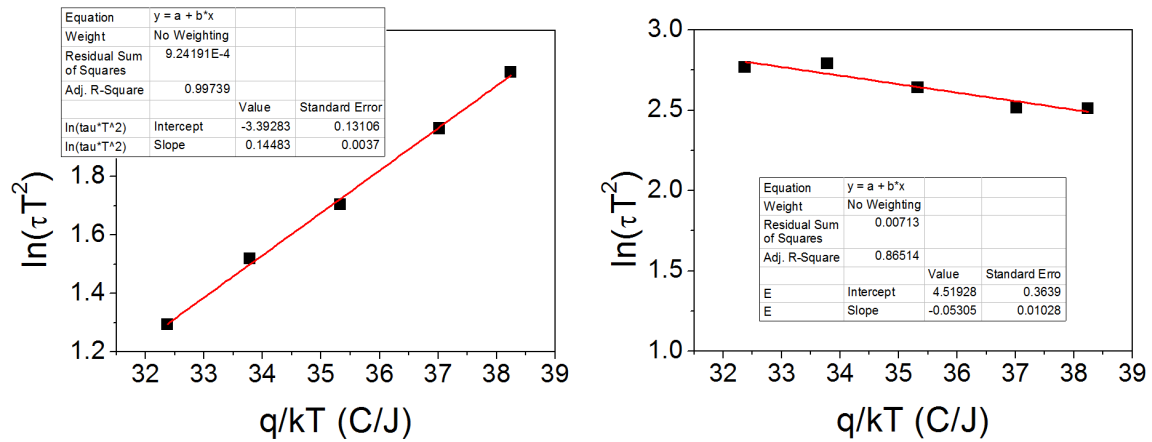 Equation y = a + b*x
Weight No Weighting
Residual Sum of Squares 9.24191E-4
Adj. R-Square 0.99739
Value Standard Error
ln(tau*T^2) Intercept -3.39283 0.13106
ln(tau*T^2) Slope 0.14483 0.0037
ln(τT²)
1.8
1.6
1.4
1.2
32 33 34 35 36 37 38 39
q/kT (C/J)
ln(τT²)
3.0
2.5
2.0
1.5
1.0
Equation y = a + b*x
Weight No Weighting
Residual Sum of Squares 0.00713
Adj. R-Square 0.86514
Value Standard Erro
E Intercept 4.51928 0.3639
E Slope -0.05305 0.01028
32 33 34 35 36 37 38 39
q/kT (C/J)